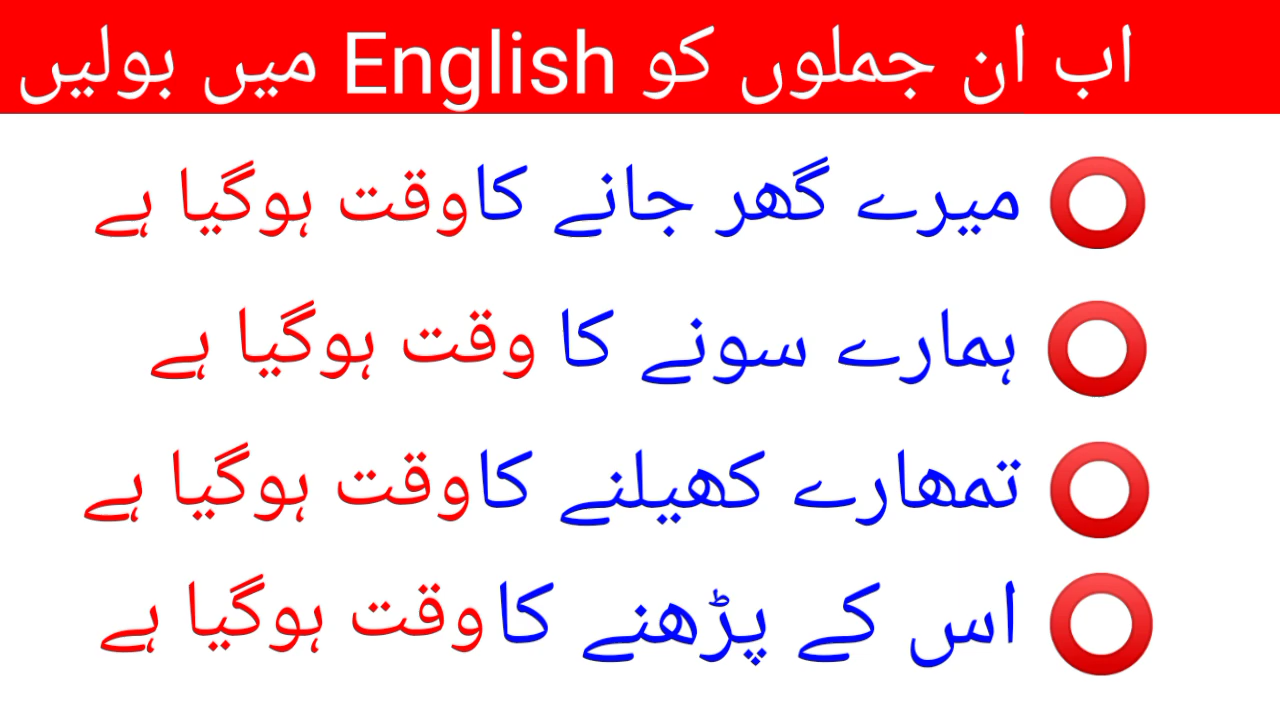 اب ان جملوں کو English میں بولیں
میرے گھر جانے کا وقت ہوگیا ہے
ہمارے سونے کا وقت ہوگیا ہے
تمھارے کھیلنے کا وقت ہوگیا ہے
اس کے پڑھنے کا وقت ہوگیا ہے